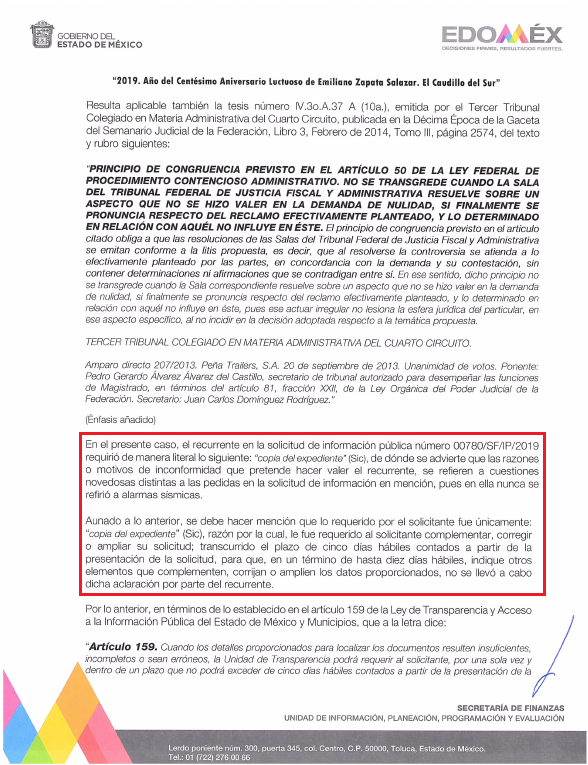 GOBIERNO DEL
ESTADO DE MÉXICO
EDOMÉX
DECISIONES FIRMES, RESULTADOS FUERTES.
"2019. Año del Centésimo Aniversario Luctuoso de Emiliano Zapata Salazar. El Caudillo del Sur"
Resulta aplicable también la tesis número IV.3o.A.37 A (10a.), emitida por el Tercer Tribunal
Colegiado en Materia Administrativa del Cuarto Circuito, publicada en la Décima Época de la Gaceta
del Semanario Judicial de la Federación, Libro 3, Febrero de 2014, Tomo III, página 2574, del texto
y rubro siguientes:
"PRINCIPIO DE CONGRUENCIA PREVISTO EN EL ARTÍCULO 50 DE LA LEY FEDERAL DE
PROCEDIMIENTO CONTENCIOSO ADMINISTRATIVO. NO SE TRANSGREDE CUANDO LA SALA
DEL TRIBUNAL FEDERAL DE JUSTICIA FISCAL Y ADMINISTRATIVA RESUELVE SOBRE UN
ASPECTO QUE NO SE HIZO VALER EN LA DEMANDA DE NULIDAD, SI FINALMENTE SE
PRONUNCIA RESPECTO DEL RECLAMO EFECTIVAMENTE PLANTEADO, Y LO DETERMINADO
EN RELACIÓN CON AQUÉL NO INFLUYE EN ÉSTE. El principio de congruencia previsto en el artículo
citado obliga a que las resoluciones de las Salas del Tribunal Federal de Justicia Fiscal y Administrativa
se emitan conforme a la litis propuesta, es decir, que al resolverse la controversia se atienda a lo
efectivamente planteado por las partes, en concordancia con la demanda y su contestación, sin
contener determinaciones ni afirmaciones que se contradigan entre sí. En ese sentido, dicho principio no
se transgrede cuando la Sala correspondiente resuelve sobre un aspecto que no se hizo valer en la demanda
de nulidad, si finalmente se pronuncia respecto del reclamo efectivamente planteado, y lo determinado en
relación con aquél no influye en éste, pues ese actuar irregular no lesiona la esfera jurídica del particular, en
ese aspecto específico, al no incidir en la decisión adoptada respecto a la temática propuesta.
TERCER TRIBUNAL COLEGIADO EN MATERIA ADMINISTRATIVA DEL CUARTO CIRCUITO.
Amparo directo 207/2013. Peña Trailers, S.A. 20 de septiembre de 2013. Unanimidad de votos. Ponente:
Pedro Gerardo Álvarez Álvarez del Castillo, secretario de tribunal autorizado para desempeñar las funciones
de Magistrado, en términos del artículo 81, fracción XXII, de la Ley Orgánica del Poder Judicial de la
Federación. Secretario: Juan Carlos Domínguez Rodríguez."
(Énfasis añadido)
En el presente caso, el recurrente en la solicitud de información pública número 00780/SF/IP/2019
requirió de manera literal lo siguiente: "copia del expediente" (Sic), de dónde se advierte que las razones
o motivos de inconformidad que pretende hacer valer el recurrente, se refieren a cuestiones
novedosas distintas a las pedidas en la solicitud de información en mención, pues en ella nunca se
refirió a alarmas sísmicas.
Aunado a lo anterior, se debe hacer mención que lo requerido por el solicitante fue únicamente:
"copia del expediente" (Sic), razón por la cual, le fue requerido al solicitante complementar, corregir
o ampliar su solicitud; transcurrido el plazo de cinco días hábiles contados a partir de la
presentación de la solicitud, para que, en un término de hasta diez días hábiles, indique otros
elementos que complementen, corrijan o amplien los datos proporcionados, no se llevó a cabo
dicha aclaración por parte del recurrente.
Por lo anterior, en términos de lo establecido en el artículo 159 de la Ley de Transparencia y Acceso
a la Información Pública del Estado de México y Municipios, que a la letra dice:
"Artículo 159. Cuando los detalles proporcionados para localizar los documentos resulten insuficientes,
incompletos o sean erróneos, la Unidad de Transparencia podrá requerir al solicitante, por una sola vez y
dentro de un plazo que no podrá exceder de cinco días hábiles contados a partir de la presentación de la
SECRETARÍA DE FINANZAS
UNIDAD DE INFORMACIÓN, PLANEACIÓN, PROGRAMACIÓN Y EVALUACIÓN
Lerdo poniente núm. 300, puerta 345, col. Centro, C.P. 50000, Toluca, Estado de México.
Tel.: 01 (722) 276 00 66